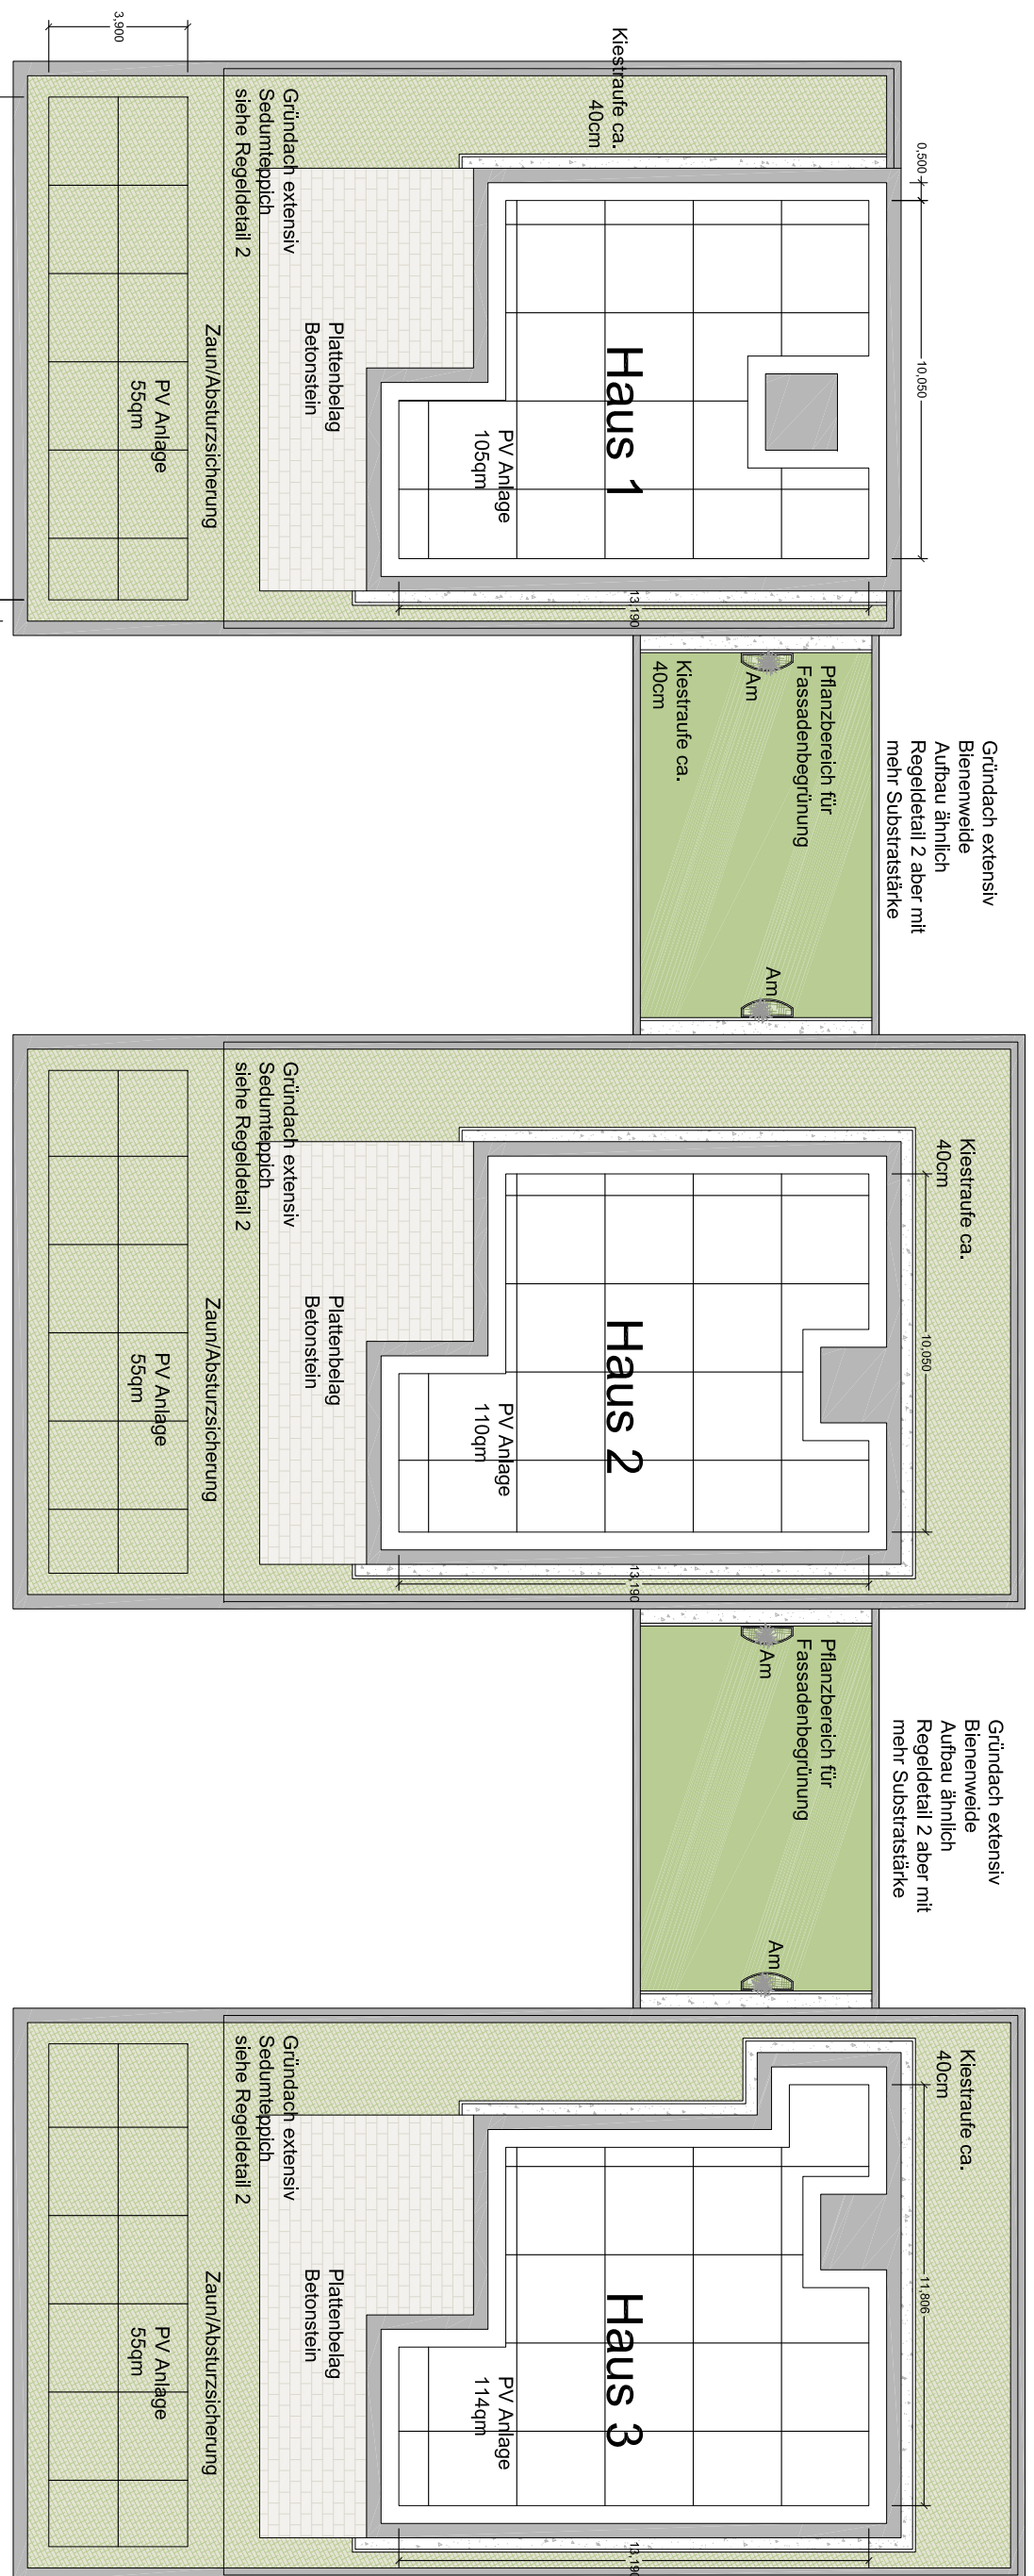 3,900
Kiestraufe ca.
40cm
0,500
10,050
Gründach extensiv
Sedumteppich
siehe Regeldetail 2
Plattenbelag
Betonstein
Haus 1
PV Anlage
105qm
13,190
Zaun/Absturzsicherung
PV Anlage
55qm
Gründach extensiv
Bienenweide
Aufbau ähnlich
Regeldetail 2 aber mit
mehr Substratstärke
Pflanzbereich für
Fassadenbegrünung
Am
Kiestraufe ca.
40cm
Am
Kiestraufe ca.
40cm
10,050
Gründach extensiv
Sedumteppich
siehe Regeldetail 2
Plattenbelag
Betonstein
Haus 2
PV Anlage
110qm
13,190
Zaun/Absturzsicherung
PV Anlage
55qm
Gründach extensiv
Bienenweide
Aufbau ähnlich
Regeldetail 2 aber mit
mehr Substratstärke
Pflanzbereich für
Fassadenbegrünung
Am
Am
Kiestraufe ca.
40cm
11,806
Gründach extensiv
Sedumteppich
siehe Regeldetail 2
Plattenbelag
Betonstein
Haus 3
PV Anlage
114qm
13,190
Zaun/Absturzsicherung
PV Anlage
55qm